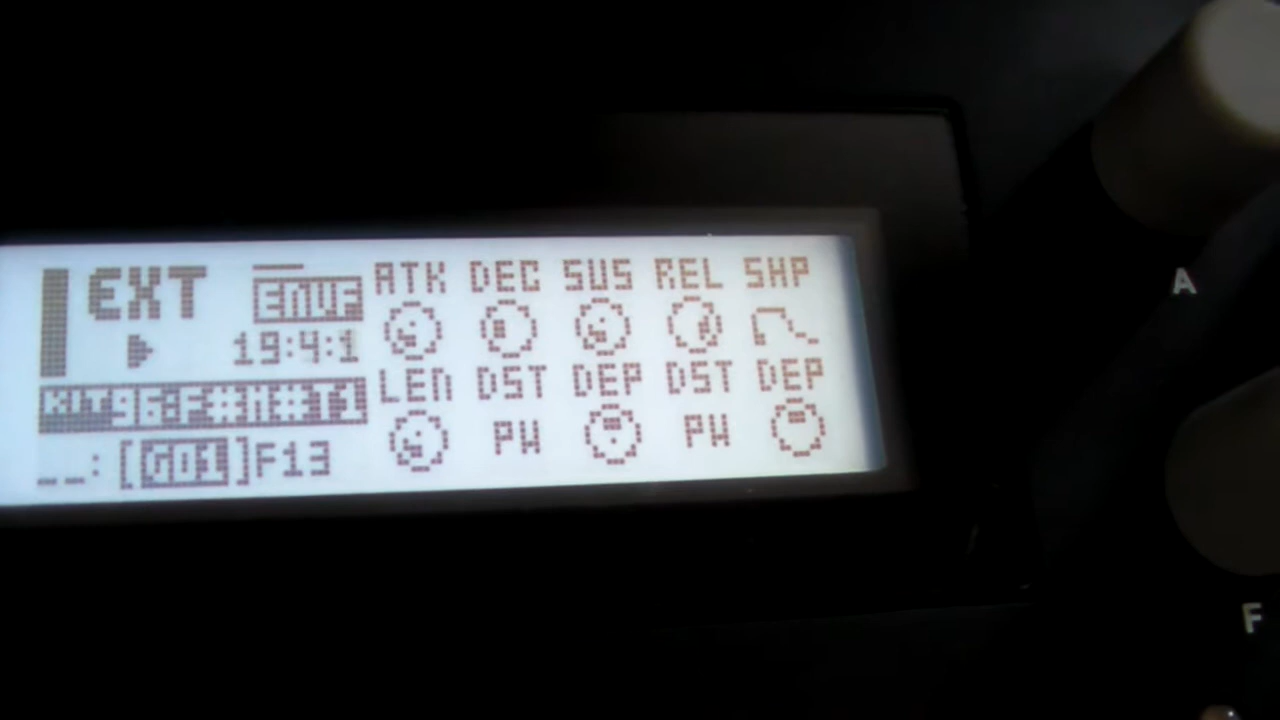 EXT ENVF ATK DEC SUS REL SHP
19:4:1
LEN DST DEP DST DEP
KIT96:F#M#T1
PW PW
__:[G01]F13
A
F